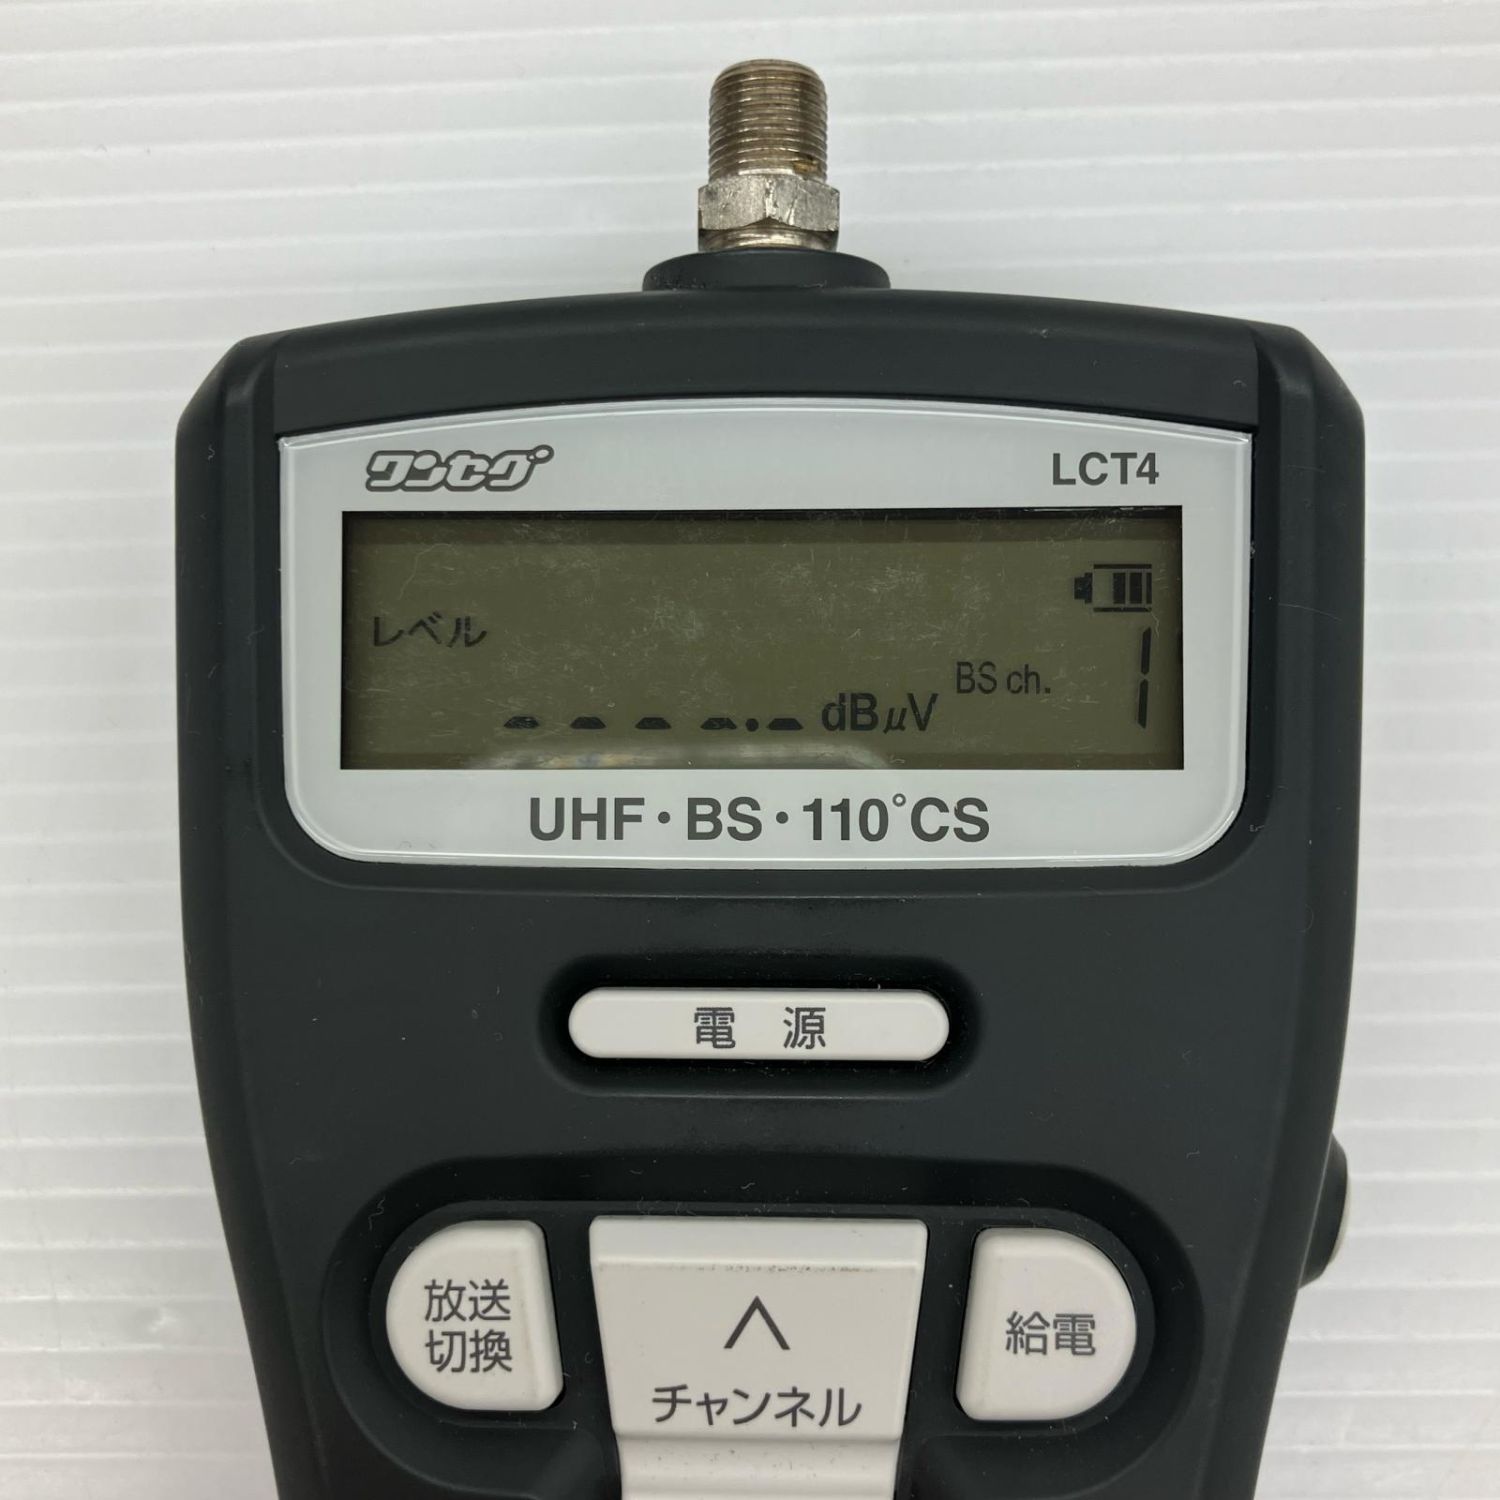 ワンセグ LCT4
レベル
----.- dBμV BS ch. 1
UHF・BS・110°CS
電 源
放送
切換
チャンネル
給電